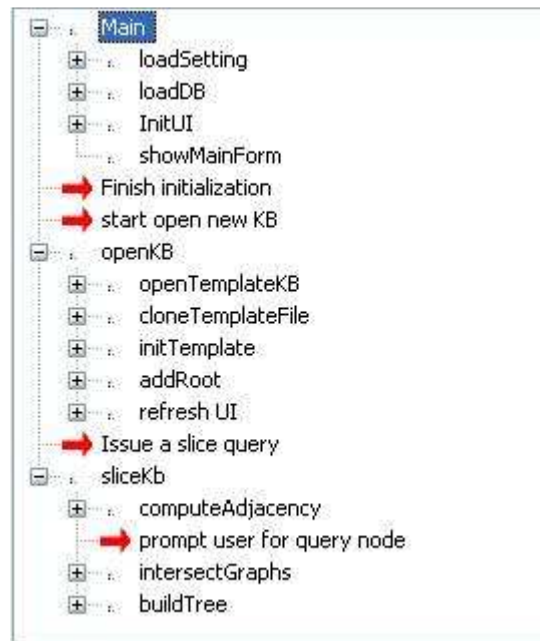 Main
loadSetting
loadDB
InitUI
showMainForm
Finish initialization
start open new KB
openKB
openTemplateKB
cloneTemplateFile
initTemplate
addRoot
refresh UI
Issue a slice query
sliceKb
computeAdjacency
prompt user for query node
intersectGraphs
buildTree